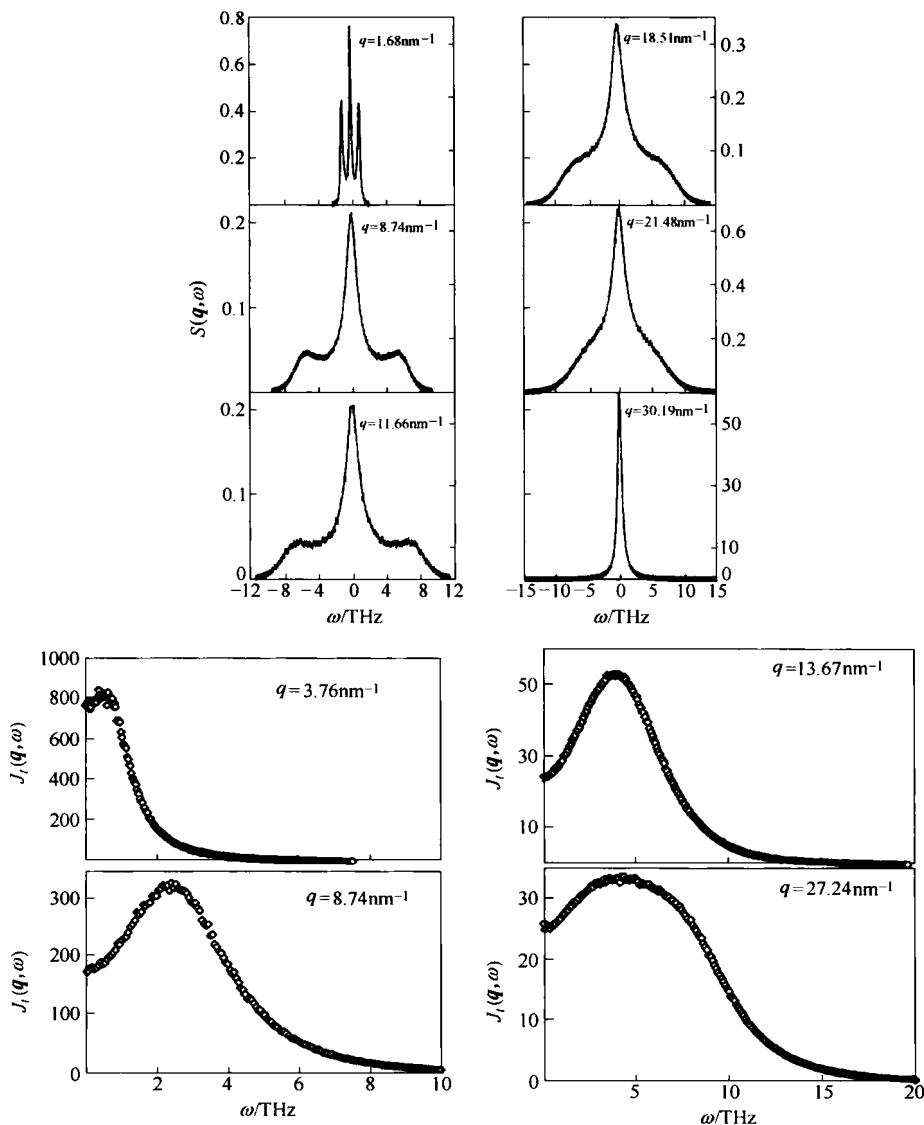 0.8
0.6
0.4
0.2
q=1.68nm⁻¹
0.2
0.1
q=8.74nm⁻¹
S(q,ω)
0.2
0.1
0
q=11.66nm⁻¹
−12 −8 −4 0 4 8 12
ω/THz
q=18.51nm⁻¹
0.3
0.2
0.1
q=21.48nm⁻¹
0.6
0.4
0.2
q=30.19nm⁻¹
50
30
10
0
−15 −10 −5 0 5 10 15
ω/THz
1000
800
600
400
200
J_t(q,ω)
q=3.76nm⁻¹
300
200
100
0
J_t(q,ω)
q=8.74nm⁻¹
2 4 6 8 10
ω/THz
50
30
10
J_t(q,ω)
q=13.67nm⁻¹
30
20
10
0
J_t(q,ω)
q=27.24nm⁻¹
5 10 15 20
ω/THz